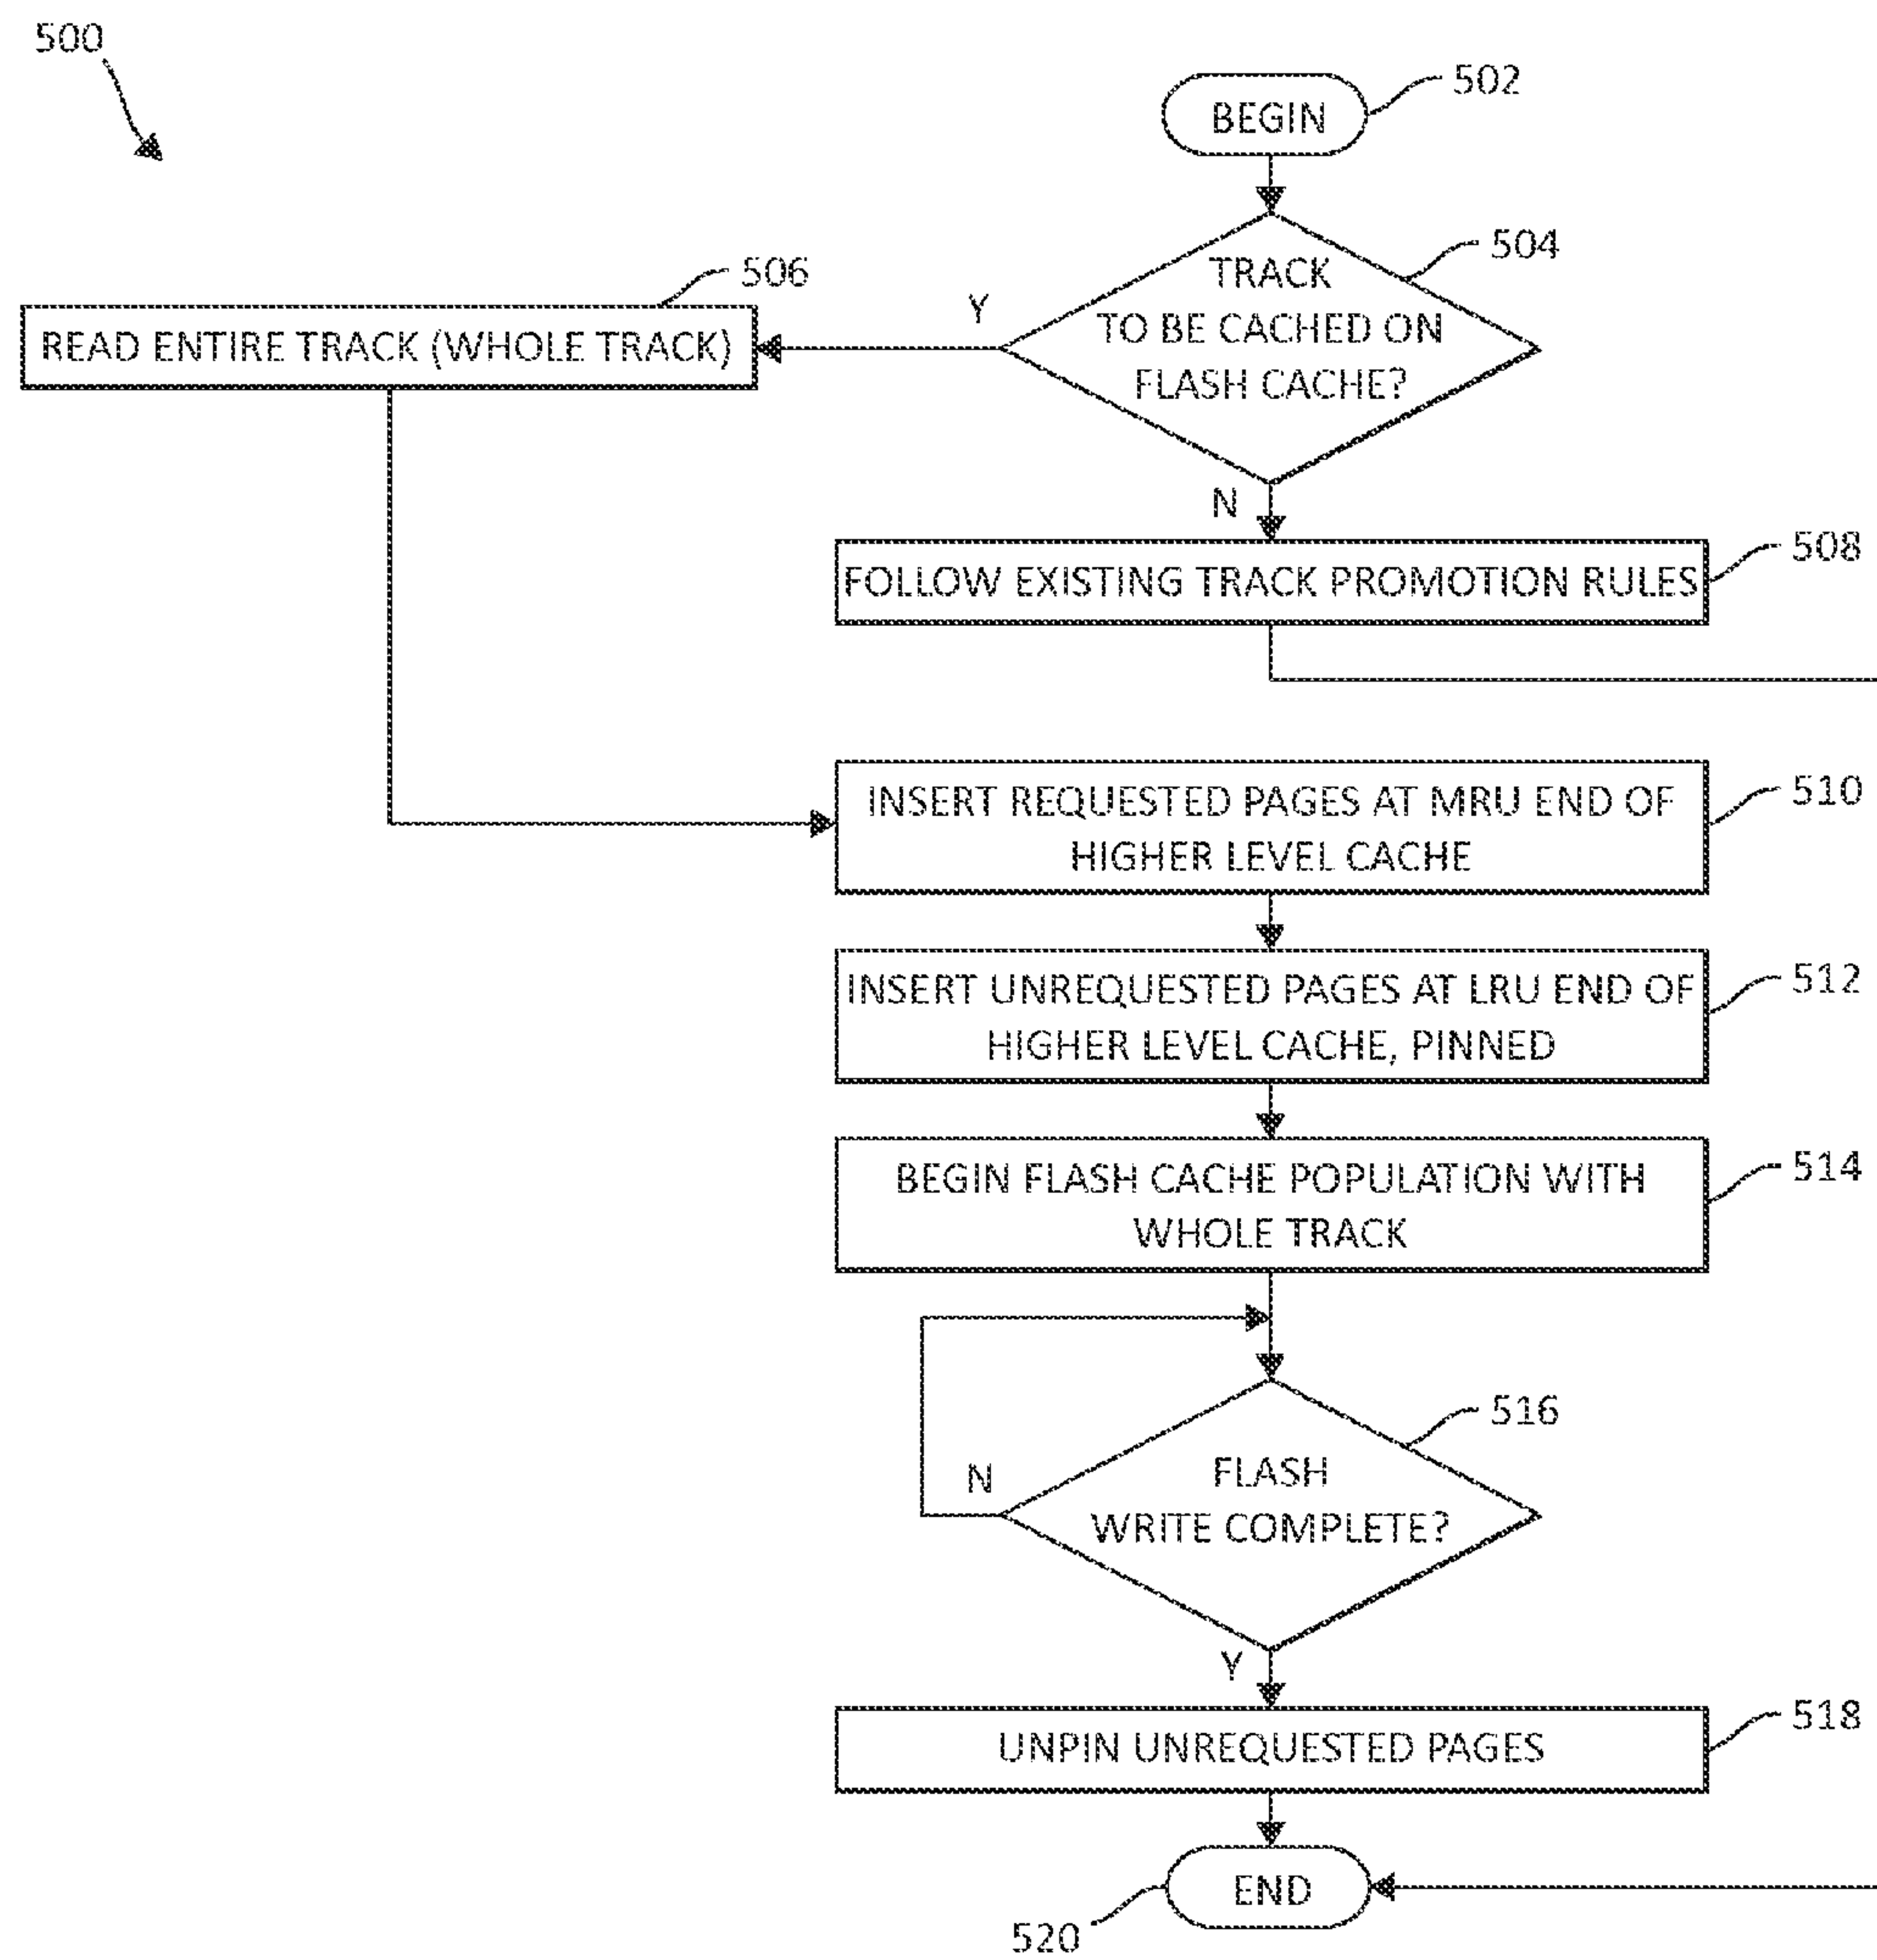 500
BEGIN
502
TRACK
TO BE CACHED ON
FLASH CACHE?
504
Y
506
READ ENTIRE TRACK (WHOLE TRACK)
N
FOLLOW EXISTING TRACK PROMOTION RULES
508
INSERT REQUESTED PAGES AT MRU END OF
HIGHER LEVEL CACHE
510
INSERT UNREQUESTED PAGES AT LRU END OF
HIGHER LEVEL CACHE, PINNED
512
BEGIN FLASH CACHE POPULATION WITH
WHOLE TRACK
514
FLASH
WRITE COMPLETE?
516
N
Y
UNPIN UNREQUESTED PAGES
518
END
520